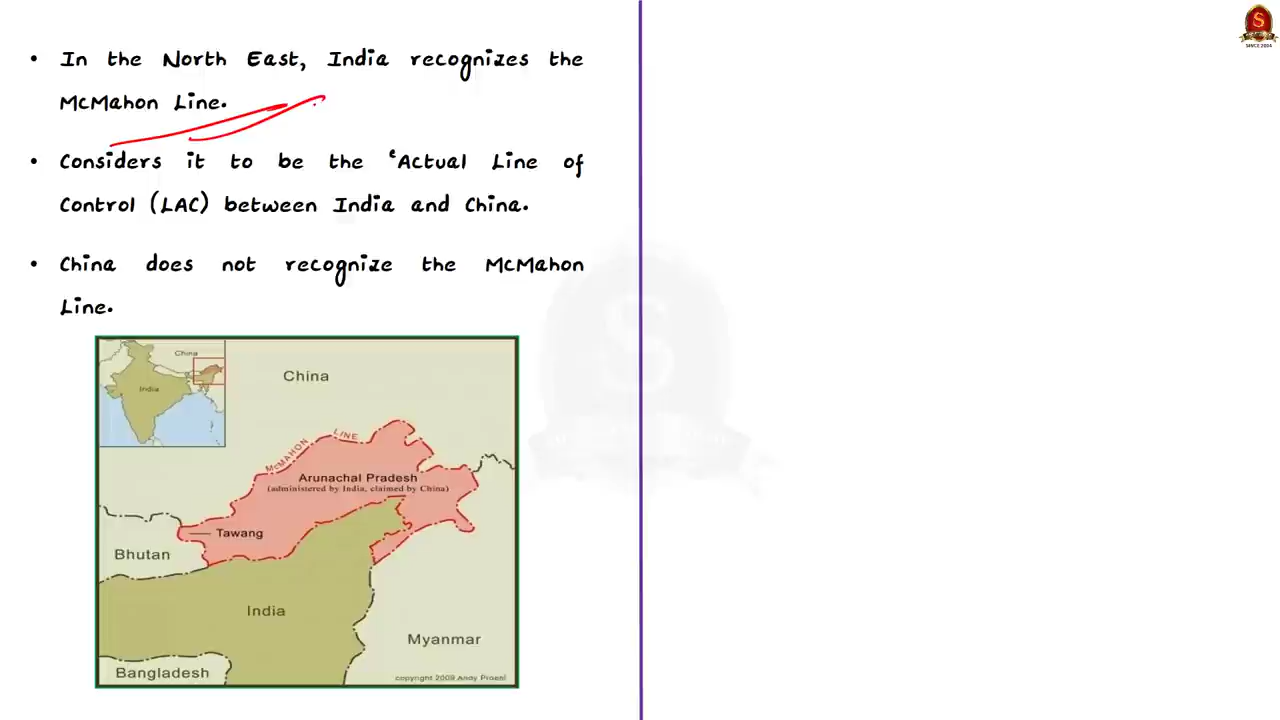 • In the North East, India recognizes the
McMahon Line.
• Considers it to be the 'Actual Line of
Control (LAC) between India and China.
• China does not recognize the McMahon
Line.
China
India
China
McMAHON LINE
Arunachal Pradesh
(administered by India, claimed by China)
Tawang
Bhutan
India
Myanmar
Bangladesh
copyright 2009 Andy Proehl
S
SINCE 2004